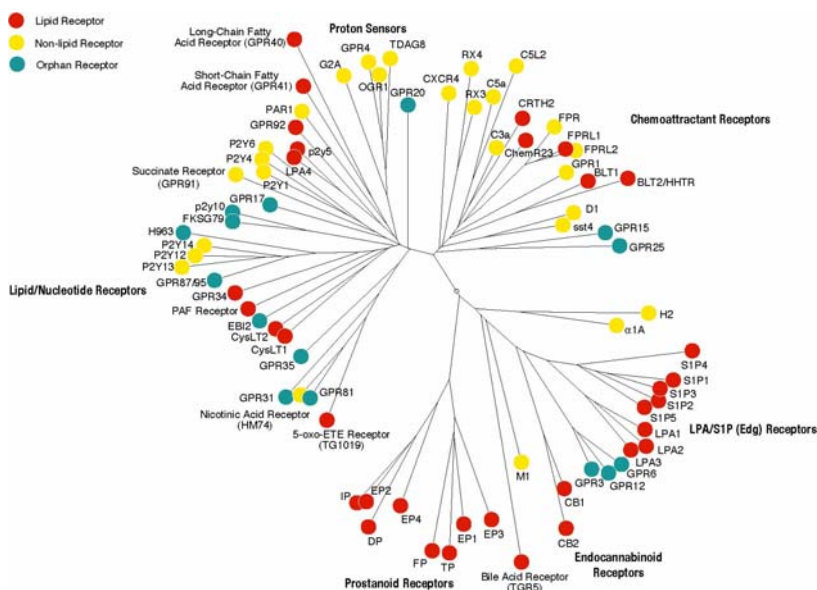 Lipid Receptor
Non-lipid Receptor
Orphan Receptor
Long-Chain Fatty
Acid Receptor (GPR40)
Short-Chain Fatty
Acid Receptor (GPR41)
Proton Sensors
GPR4
TDAG8
G2A
OGR1
GPR20
RX4
C5L2
CXCR4
RX3
C5a
CRTH2
FPR
C3a
ChemR23
FPRL1
FPRL2
GPR1
BLT1
BLT2/HHTR
Chemoattractant Receptors
D1
sst4
GPR15
GPR25
PAR1
GPR92
P2Y6
p2y5
P2Y4
LPA4
Succinate Receptor
(GPR91)
P2Y1
GPR17
p2y10
FKSG79
H963
P2Y14
P2Y12
P2Y13
GPR87/95
Lipid/Nucleotide Receptors
GPR34
PAF Receptor
EBI2
CysLT2
CysLT1
GPR35
GPR31
GPR81
Nicotinic Acid Receptor
(HM74)
5-oxo-ETE Receptor
(TG1019)
H2
α1A
S1P4
S1P1
S1P3
S1P2
S1P5
LPA/S1P (Edg) Receptors
LPA1
LPA2
LPA3
GPR6
GPR3
GPR12
M1
CB1
CB2
Endocannabinoid
Receptors
IP
EP2
EP4
DP
EP1
EP3
FP
TP
Prostanoid Receptors
Bile Acid Receptor
(TGR5)